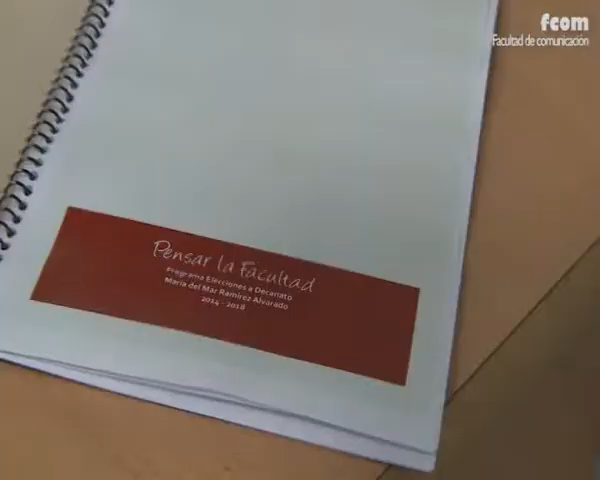 fcom
Facultad de comunicación
Pensar la Facultad
Programa Elecciones a Decanato
María del Mar Ramírez Alvarado
2014 - 2018